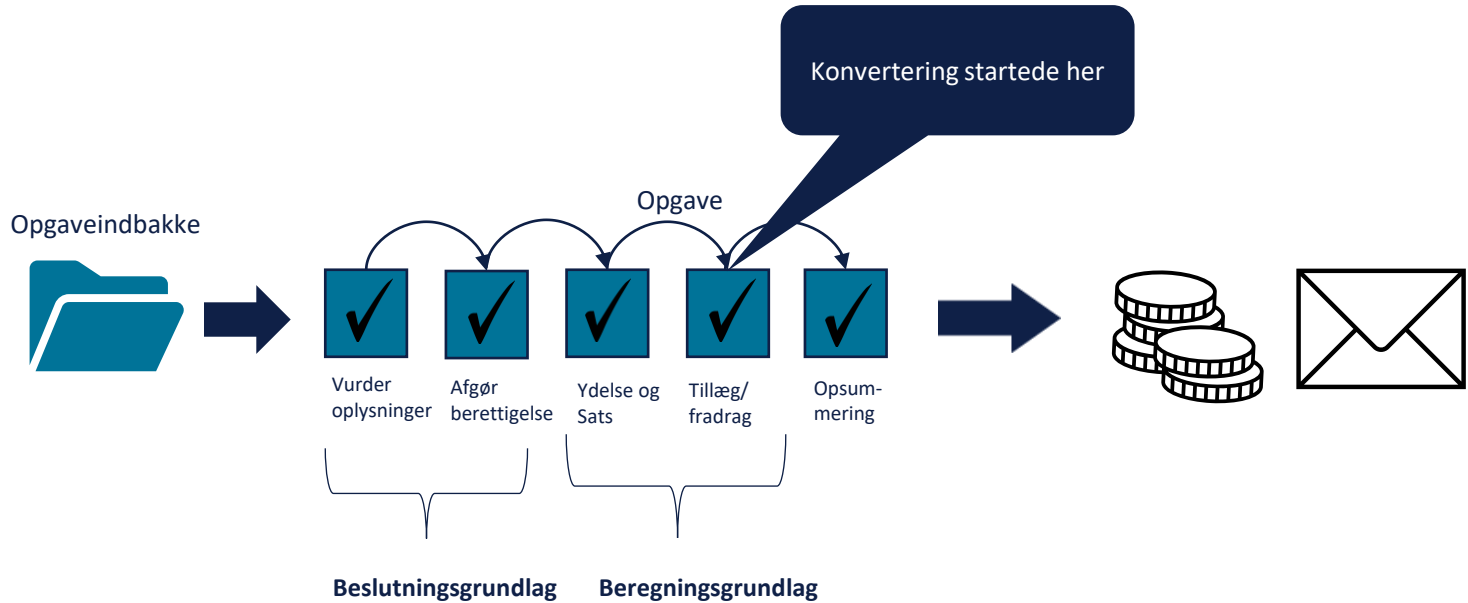 Konvertering startede her
Opgave
Opgaveindbakke
Vurder
oplysninger
Afgør
berettigelse
Ydelse og
Sats
Tillæg/
fradrag
Opsum-
mering
Beslutningsgrundlag
Beregningsgrundlag